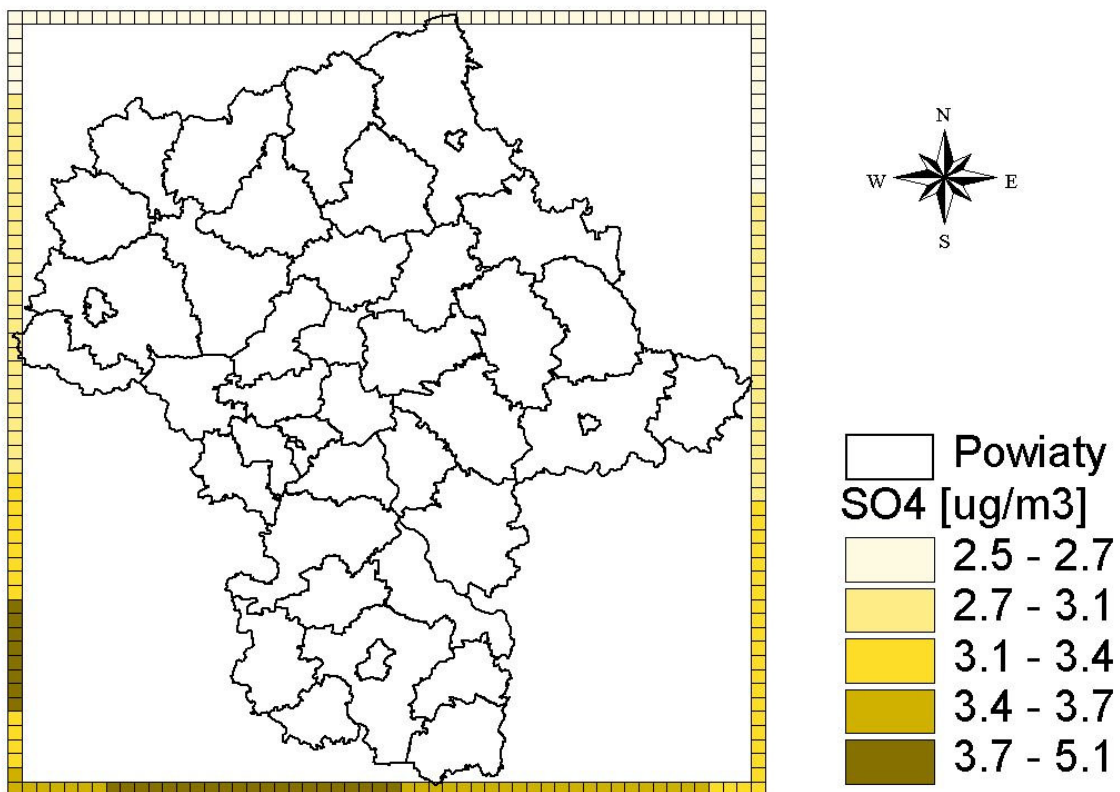 N
W E
S
Powiaty
SO4 [ug/m3]
2.5 - 2.7
2.7 - 3.1
3.1 - 3.4
3.4 - 3.7
3.7 - 5.1